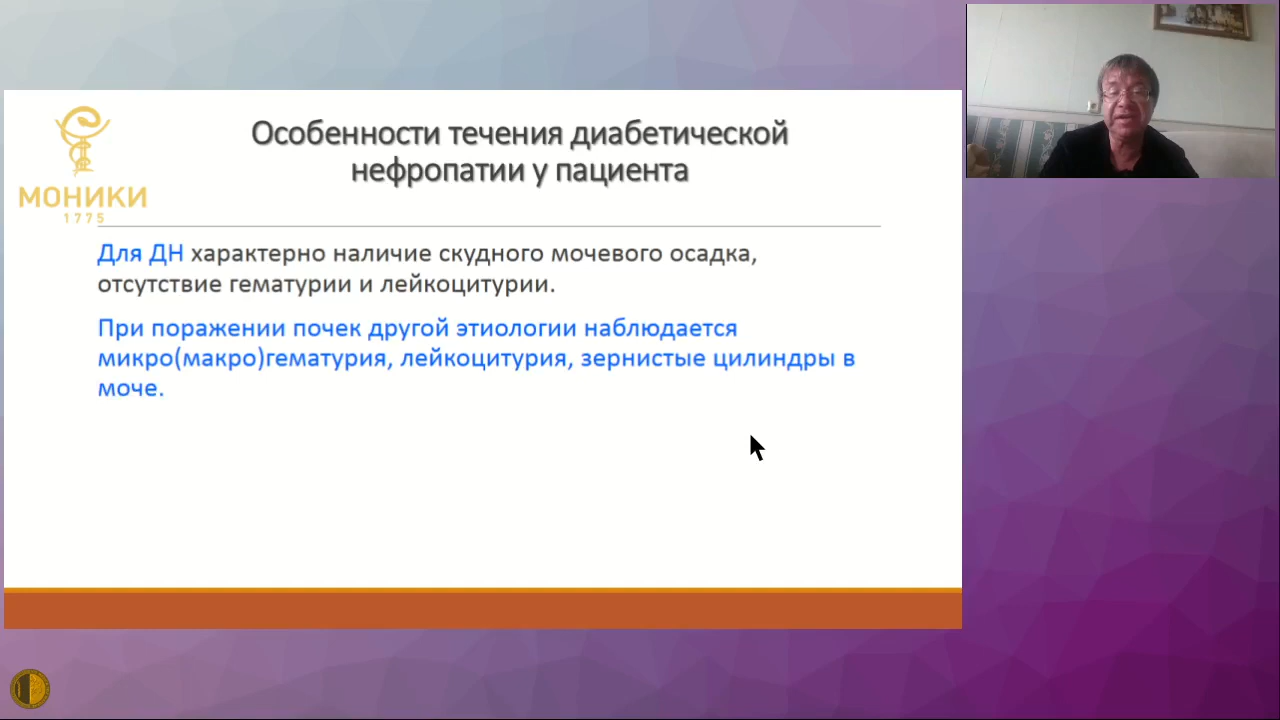 МОНИКИ
1775
Особенности течения диабетической
нефропатии у пациента
Для ДН характерно наличие скудного мочевого осадка,
отсутствие гематурии и лейкоцитурии.
При поражении почек другой этиологии наблюдается
микро(макро)гематурия, лейкоцитурия, зернистые цилиндры в
моче.